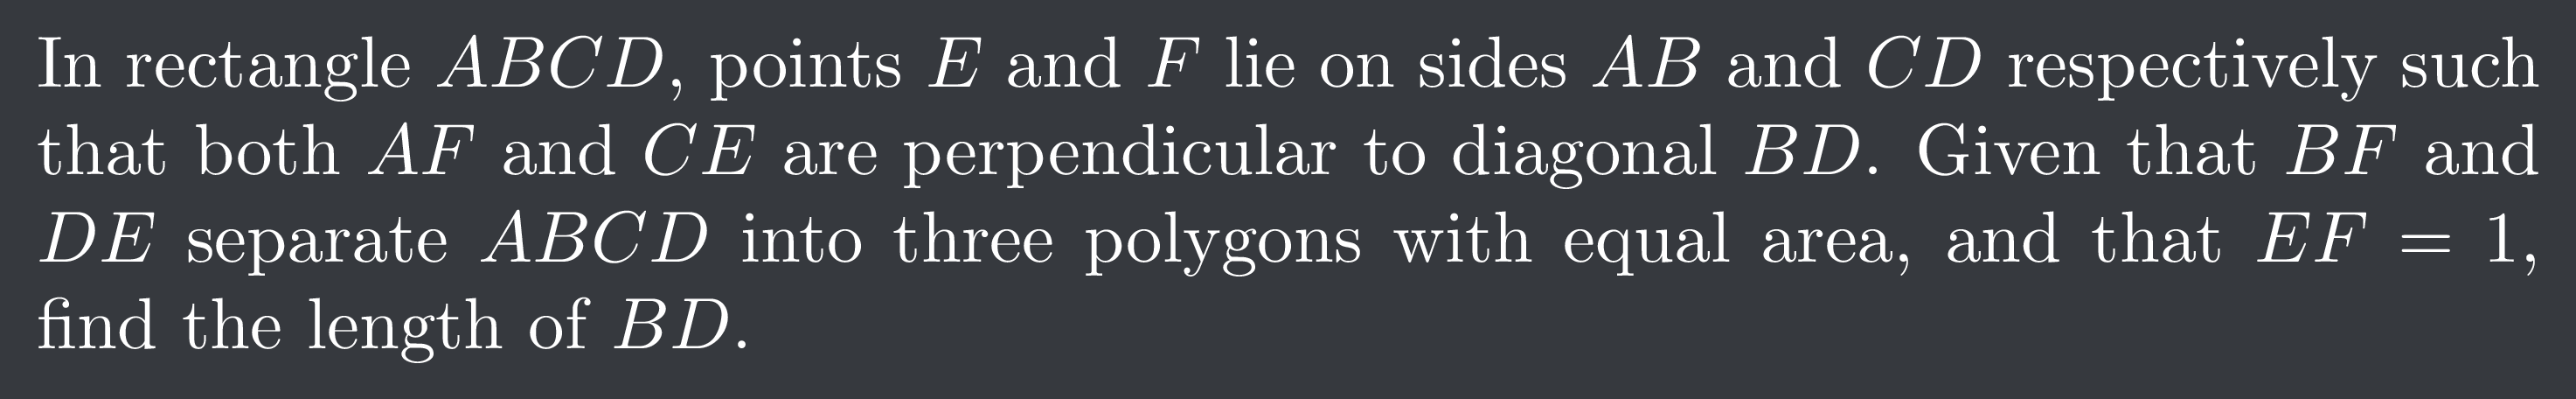 In rectangle ABCD, points E and F lie on sides AB and CD respectively such
that both AF and CE are perpendicular to diagonal BD. Given that BF and
DE separate ABCD into three polygons with equal area, and that EF = 1,
find the length of BD.